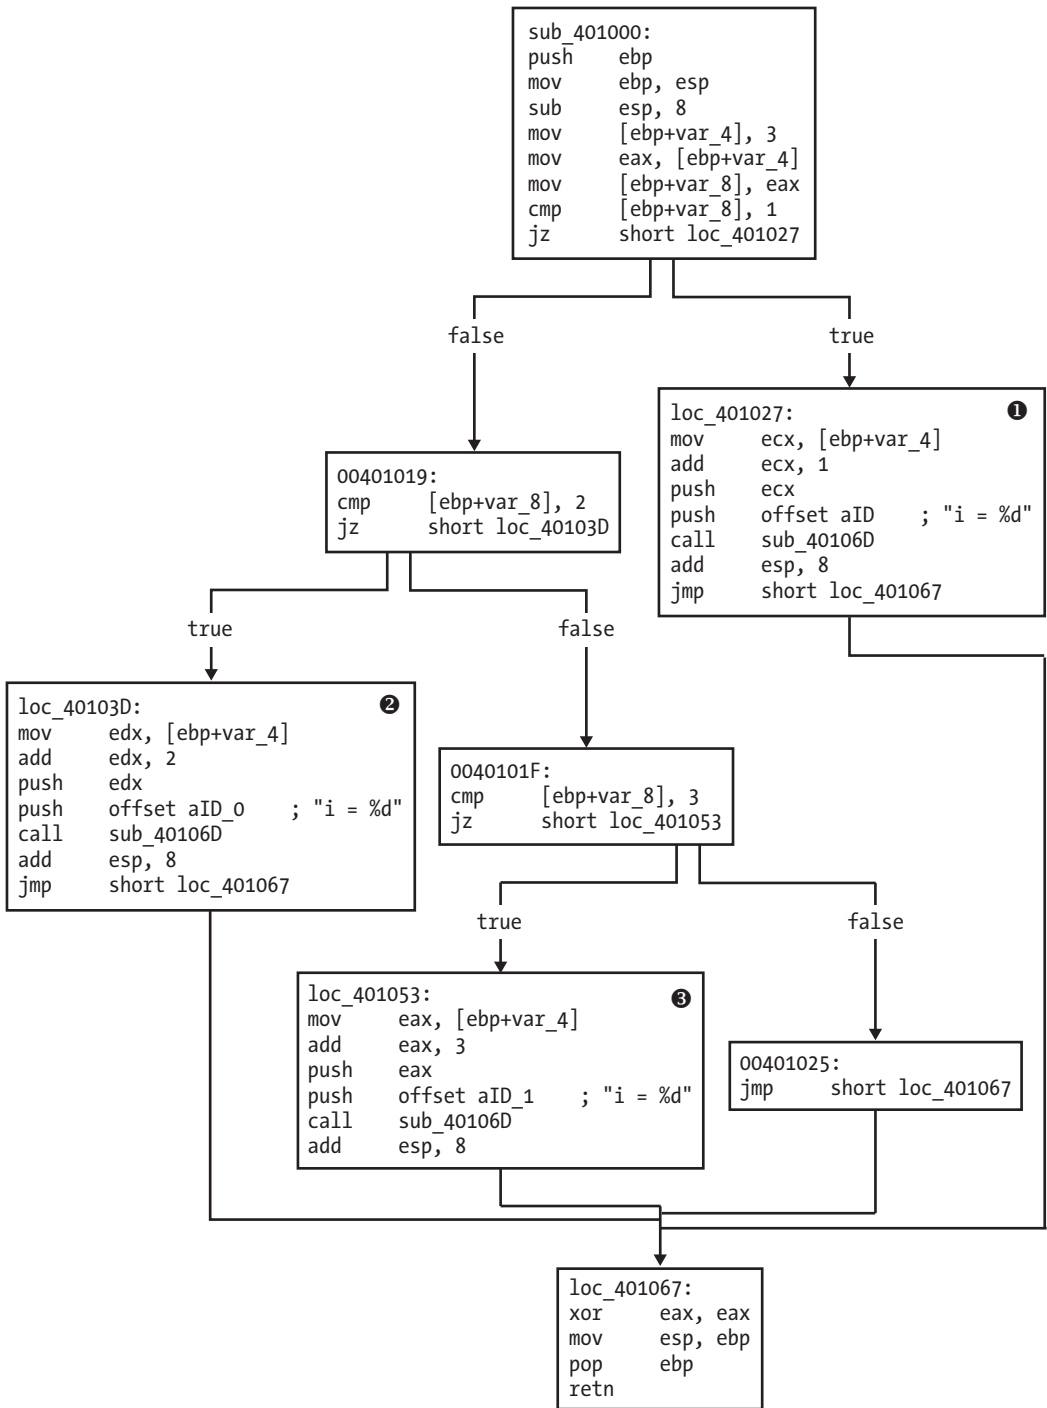 sub_401000:
push ebp
mov ebp, esp
sub esp, 8
mov [ebp+var_4], 3
mov eax, [ebp+var_4]
mov [ebp+var_8], eax
cmp [ebp+var_8], 1
jz short loc_401027
false
true
loc_401027: ❶
mov ecx, [ebp+var_4]
add ecx, 1
push ecx
push offset aID ; "i = %d"
call sub_40106D
add esp, 8
jmp short loc_401067
00401019:
cmp [ebp+var_8], 2
jz short loc_40103D
true
false
loc_40103D: ❷
mov edx, [ebp+var_4]
add edx, 2
push edx
push offset aID_0 ; "i = %d"
call sub_40106D
add esp, 8
jmp short loc_401067
0040101F:
cmp [ebp+var_8], 3
jz short loc_401053
true
false
loc_401053: ❸
mov eax, [ebp+var_4]
add eax, 3
push eax
push offset aID_1 ; "i = %d"
call sub_40106D
add esp, 8
00401025:
jmp short loc_401067
loc_401067:
xor eax, eax
mov esp, ebp
pop ebp
retn